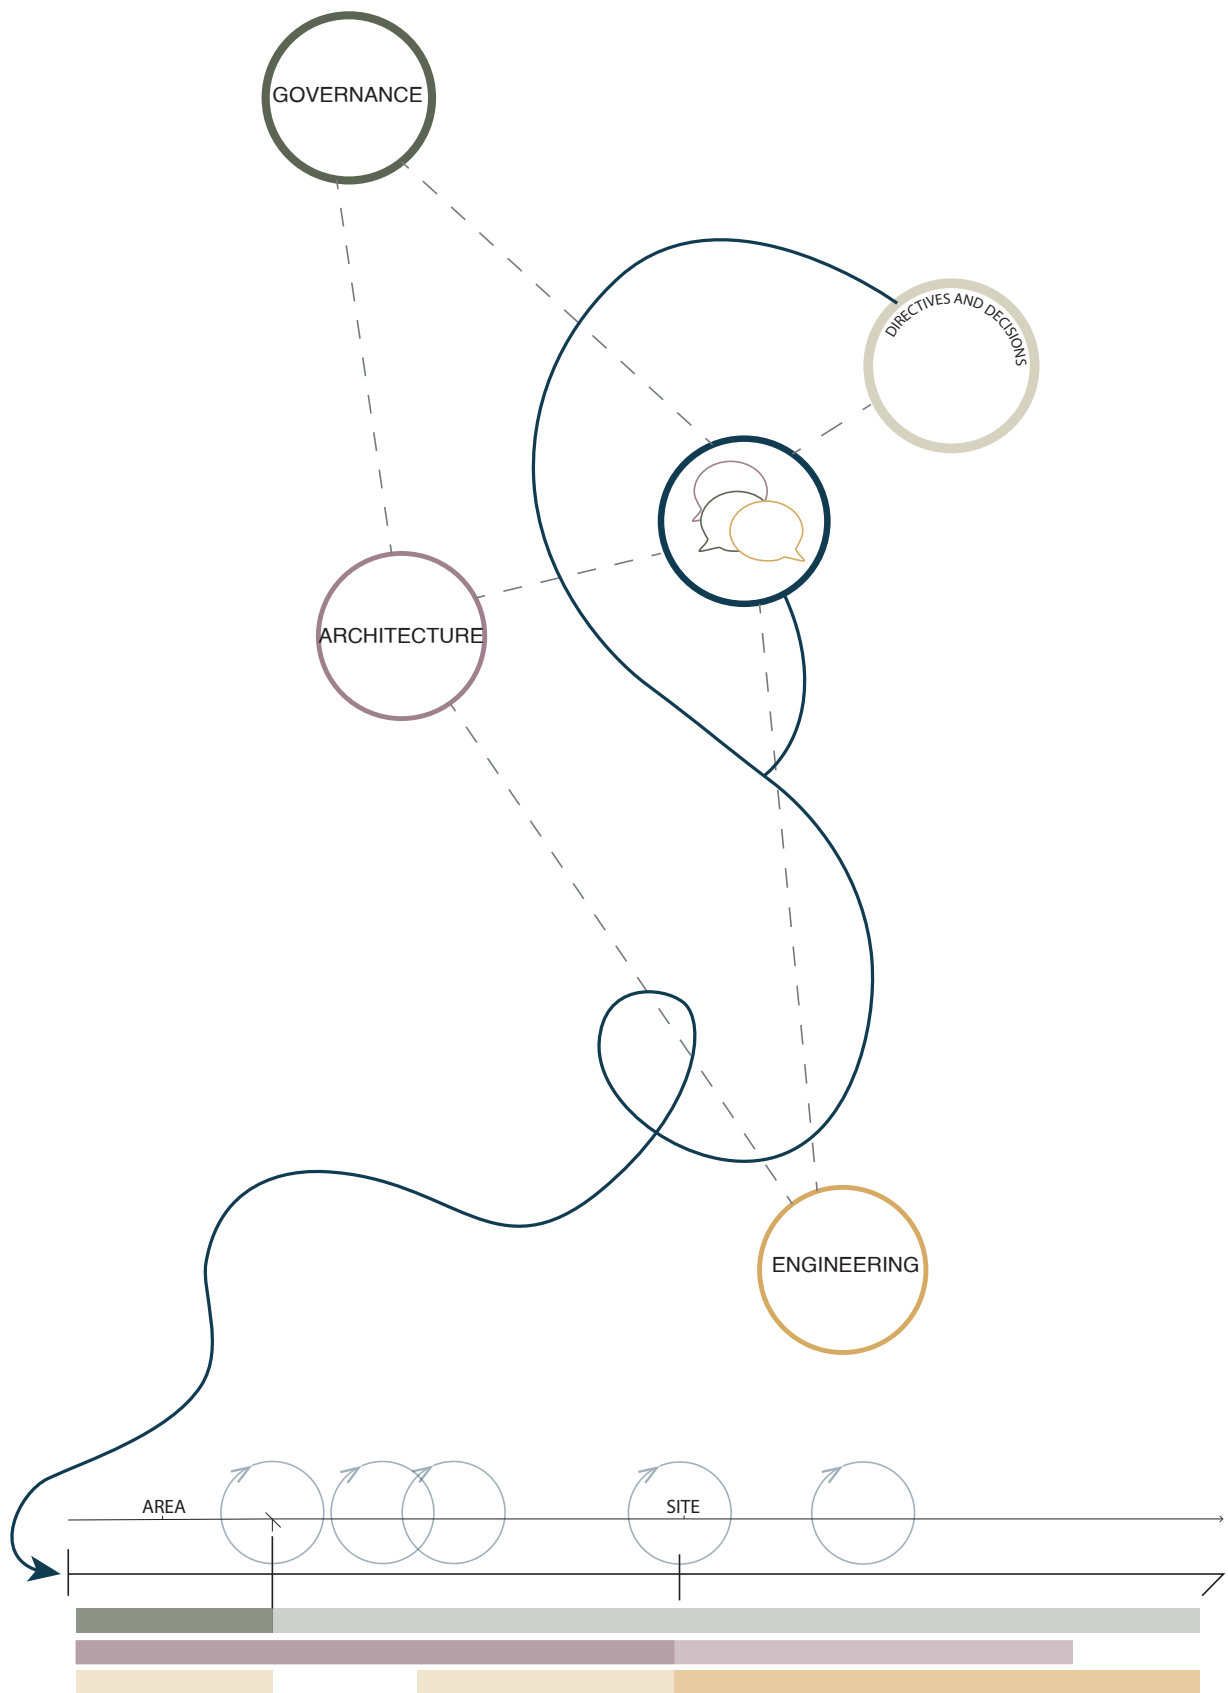 GOVERNANCE
DIRECTIVES AND DECISIONS
ARCHITECTURE
ENGINEERING
AREA
SITE